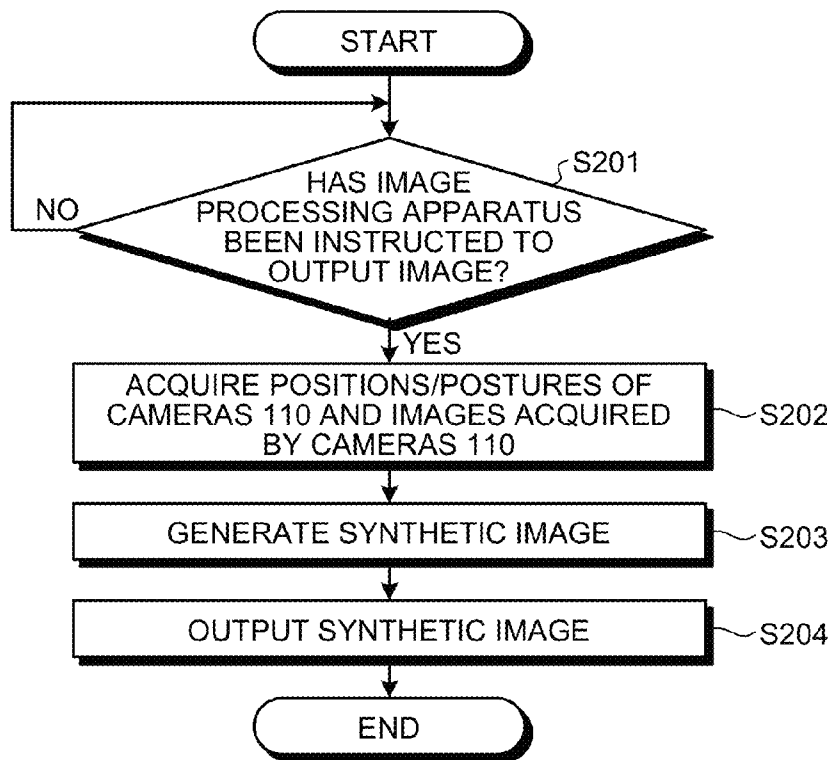 START
S201
HAS IMAGE
PROCESSING APPARATUS
BEEN INSTRUCTED TO
OUTPUT IMAGE?
NO
YES
ACQUIRE POSITIONS/POSTURES OF
CAMERAS 110 AND IMAGES ACQUIRED
BY CAMERAS 110
S202
GENERATE SYNTHETIC IMAGE
S203
OUTPUT SYNTHETIC IMAGE
S204
END